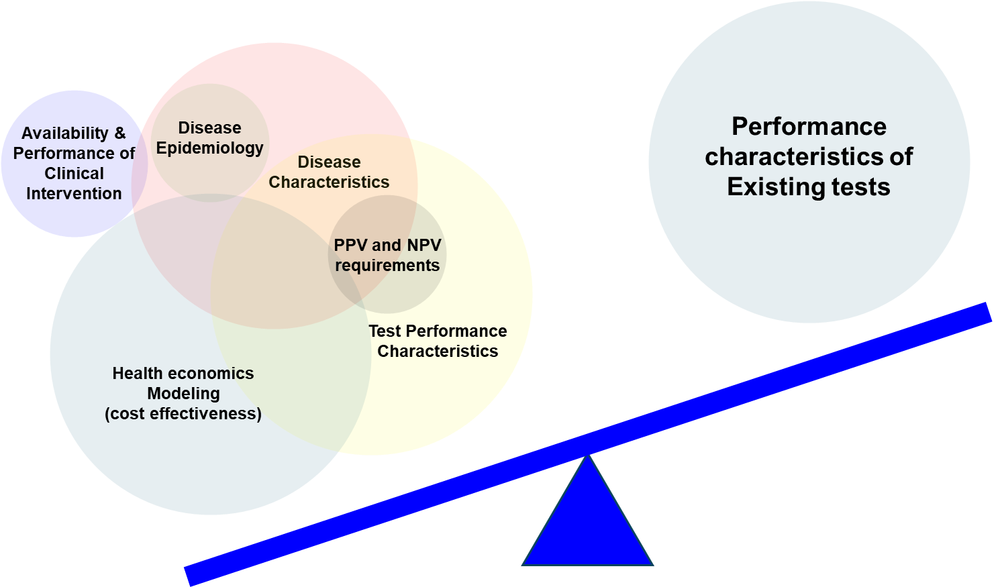 Availability &
Performance of
Clinical
Intervention
Disease
Epidemiology
Disease
Characteristics
PPV and NPV
requirements
Test Performance
Characteristics
Health economics
Modeling
(cost effectiveness)
Performance
characteristics of
Existing tests